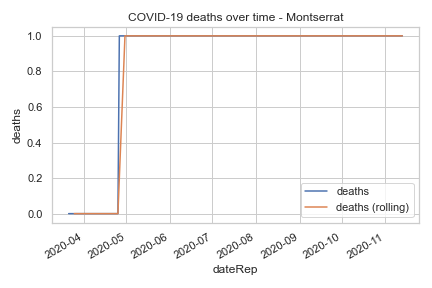 COVID-19 deaths over time - Montserrat
deaths
1.0
0.8
0.6
0.4
0.2
0.0
deaths
deaths (rolling)
2020-04
2020-05
2020-06
2020-07
2020-08
2020-09
2020-10
2020-11
dateRep